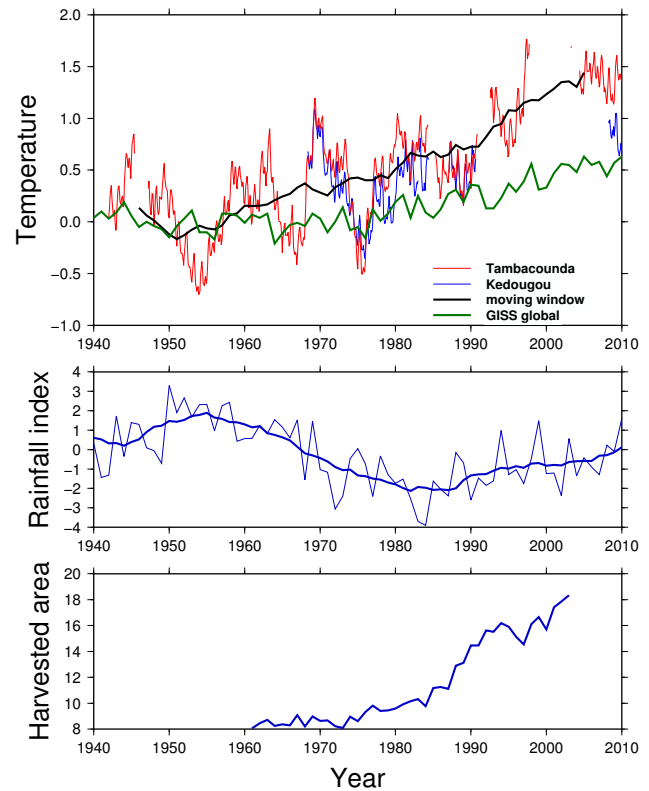 2.0
1.5
1.0
0.5
0.0
−0.5
−1.0
Temperature
Tambacounda
Kedougou
moving window
GISS global
1940 1950 1960 1970 1980 1990 2000 2010
4
3
2
1
0
−1
−2
−3
−4
Rainfall index
1940 1950 1960 1970 1980 1990 2000 2010
20
18
16
14
12
10
8
Harvested area
1940 1950 1960 1970 1980 1990 2000 2010
Year